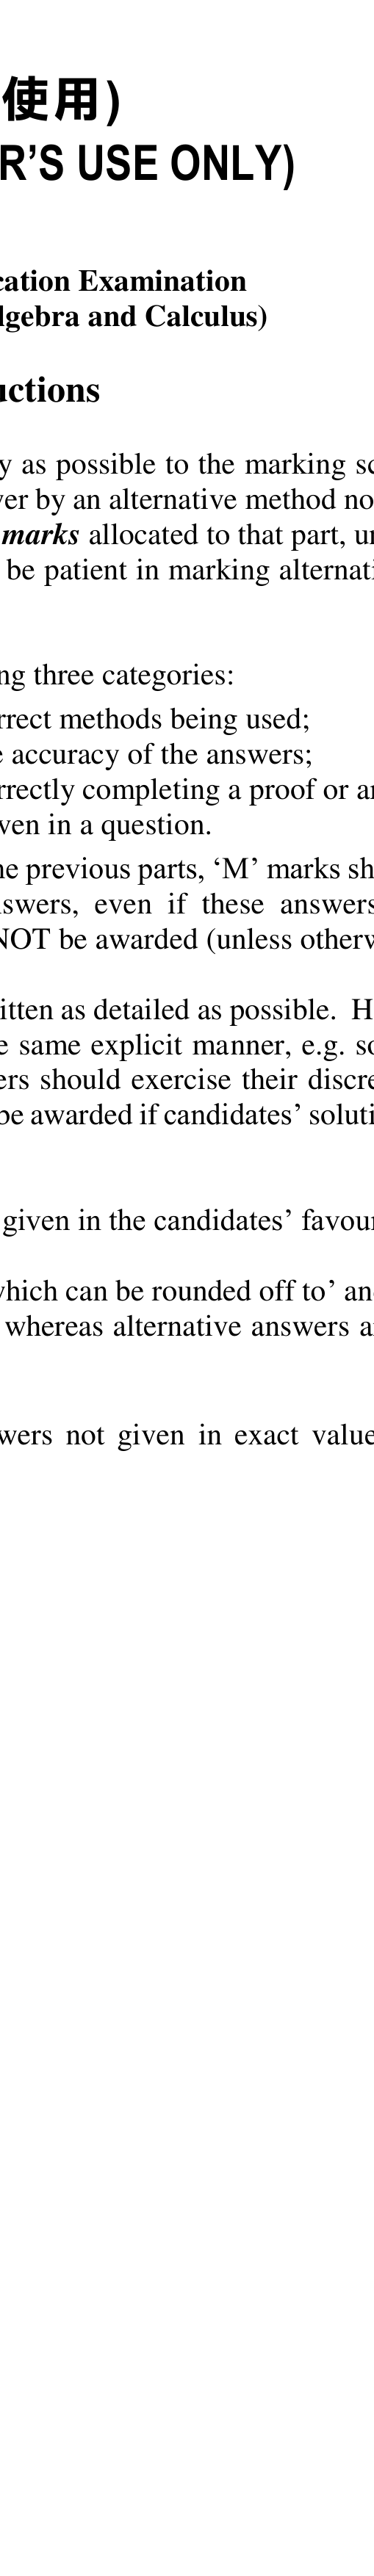 使用)
R’S USE ONLY)
cation Examination
lgebra and Calculus)
uctions
y as possible to the marking sc
ver by an alternative method no
marks allocated to that part, un
be patient in marking alternati
ng three categories:
rrect methods being used;
e accuracy of the answers;
rrectly completing a proof or an
ven in a question.
he previous parts, ‘M’ marks sh
nswers, even if these answers
NOT be awarded (unless otherw
itten as detailed as possible. H
e same explicit manner, e.g. so
ers should exercise their discre
be awarded if candidates’ soluti
given in the candidates’ favour
which can be rounded off to’ and
whereas alternative answers ar
wers not given in exact value